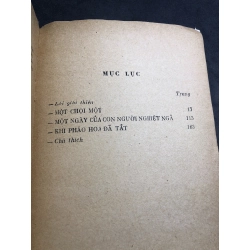 MỤC LỤC
Trang
— Lời giới thiệu
— MỘT CHỌI MỘT 13
— MỘT NGÀY CỦA CON NGƯỜI NGHIỆT NGÃ 115
— KHI PHÁO HOA ĐÃ TẮT
— Chú thích